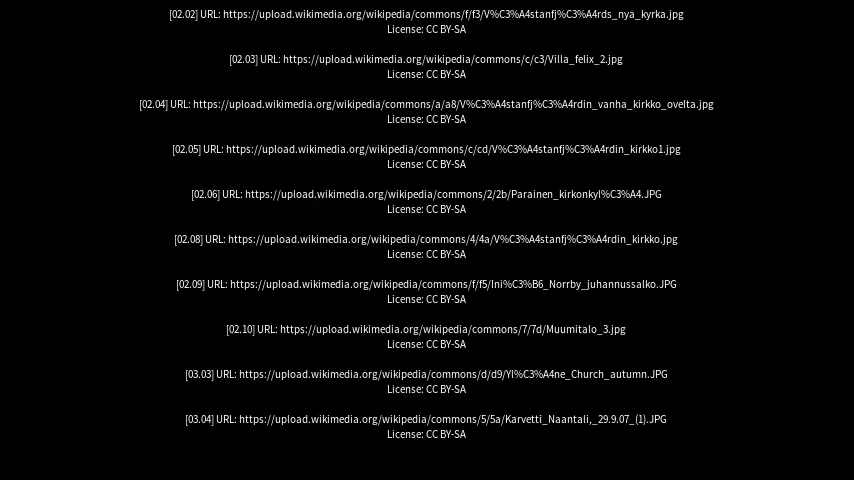 [02.02] URL: https://upload.wikimedia.org/wikipedia/commons/f/f3/V%C3%A4stanfj%C3%A4rds_nya_kyrka.jpg
License: CC BY-SA
[02.03] URL: https://upload.wikimedia.org/wikipedia/commons/c/c3/Villa_felix_2.jpg
License: CC BY-SA
[02.04] URL: https://upload.wikimedia.org/wikipedia/commons/a/a8/V%C3%A4stanfj%C3%A4rdin_vanha_kirkko_ovelta.jpg
License: CC BY-SA
[02.05] URL: https://upload.wikimedia.org/wikipedia/commons/c/cd/V%C3%A4stanfj%C3%A4rdin_kirkko1.jpg
License: CC BY-SA
[02.06] URL: https://upload.wikimedia.org/wikipedia/commons/2/2b/Parainen_kirkonkyl%C3%A4.JPG
License: CC BY-SA
[02.08] URL: https://upload.wikimedia.org/wikipedia/commons/4/4a/V%C3%A4stanfj%C3%A4rdin_kirkko.jpg
License: CC BY-SA
[02.09] URL: https://upload.wikimedia.org/wikipedia/commons/f/f5/Ini%C3%B6_Norrby_juhannussalko.JPG
License: CC BY-SA
[02.10] URL: https://upload.wikimedia.org/wikipedia/commons/7/7d/Muumitalo_3.jpg
License: CC BY-SA
[03.03] URL: https://upload.wikimedia.org/wikipedia/commons/d/d9/Yl%C3%A4ne_Church_autumn.JPG
License: CC BY-SA
[03.04] URL: https://upload.wikimedia.org/wikipedia/commons/5/5a/Karvetti_Naantali,_29.9.07_(1).JPG
License: CC BY-SA